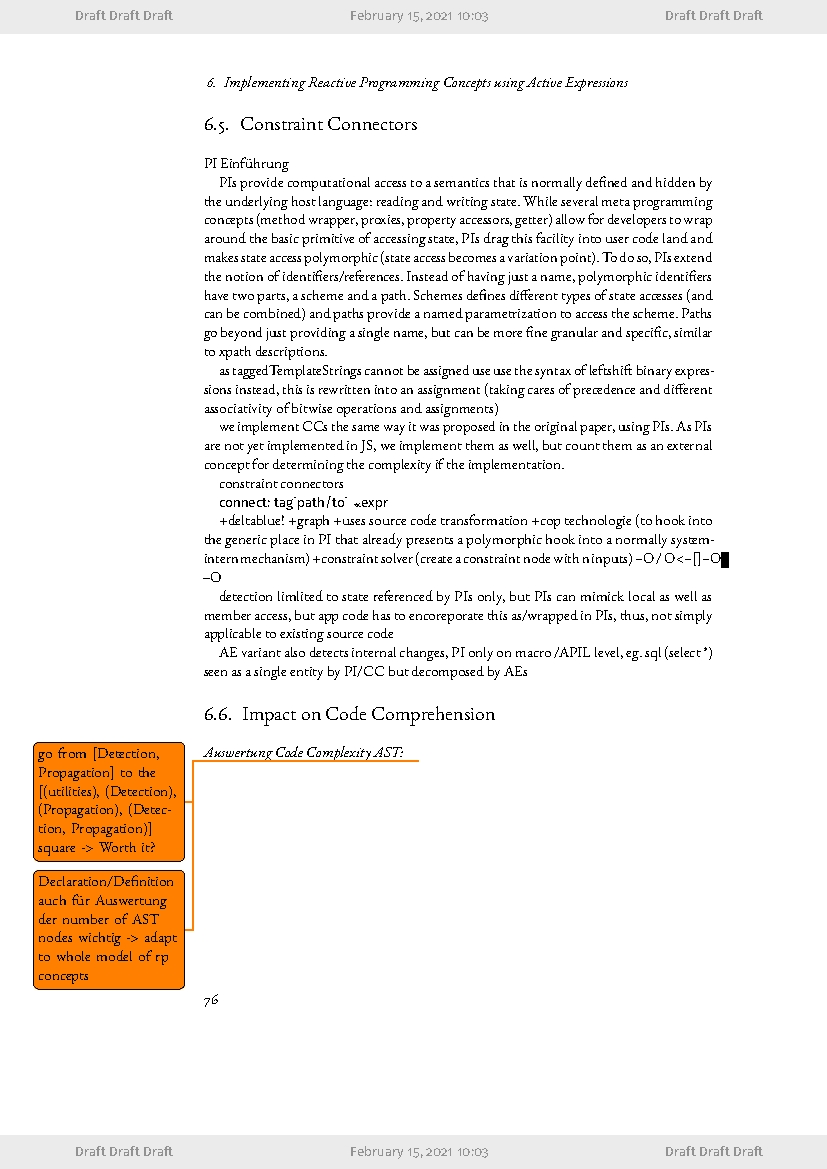 Draft Draft Draft February 15, 2021 10:03 Draft Draft Draft
6. Implementing Reactive Programming Concepts using Active Expressions
6.5. Constraint Connectors
PI Einführung
PIs provide computational access to a semantics that is normally defined and hidden by
the underlying host language: reading and writing state. While several meta programming
concepts (method wrapper, proxies, property accessors, getter) allow for developers to wrap
around the basic primitive of accessing state, PIs drag this facility into user code land and
makes state access polymorphic (state access becomes a variation point). To do so, PIs extend
the notion of identifiers/references. Instead of having just a name, polymorphic identifiers
have two parts, a scheme and a path. Schemes defines different types of state accesses (and
can be combined) and paths provide a named parametrization to access the scheme. Paths
go beyond just providing a single name, but can be more fine granular and specific, similar
to xpath descriptions.
as taggedTemplateStrings cannot be assigned use use the syntax of leftshift binary expres-
sions instead, this is rewritten into an assignment (taking cares of precedence and different
associativity of bitwise operations and assignments)
we implement CCs the same way it was proposed in the original paper, using PIs. As PIs
are not yet implemented in JS, we implement them as well, but count them as an external
concept for determining the complexity if the implementation.
constraint connectors
connect: tag`path/to` «expr
+deltablue! +graph +uses source code transformation +cop technologie (to hook into
the generic place in PI that already presents a polymorphic hook into a normally system-
intern mechanism) +constraint solver (create a constraint node with n inputs) –O / O<–[]–O
–O
detection limlited to state referenced by PIs only, but PIs can mimick local as well as
member access, but app code has to encoreporate this as/wrapped in PIs, thus, not simply
applicable to existing source code
AE variant also detects internal changes, PI only on macro /APIL level, eg. sql (select *)
seen as a single entity by PI/CC but decomposed by AEs
6.6. Impact on Code Comprehension
Auswertung Code Complexity AST:
go from [Detection,
Propagation] to the
[(utilities), (Detection),
(Propagation), (Detec-
tion, Propagation)]
square -> Worth it?
Declaration/Definition
auch für Auswertung
der number of AST
nodes wichtig -> adapt
to whole model of rp
concepts
76
Draft Draft Draft February 15, 2021 10:03 Draft Draft Draft